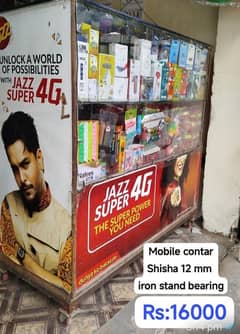 Jazz
UNLOCK A WORLD
OF POSSIBILITIES
WITH JAZZ
SUPER 4G
JAZZ
SUPER 4G
THE SUPER POWER
YOU NEED
Mobile contar
Shisha 12 mm
iron stand bearing
Rs:16000